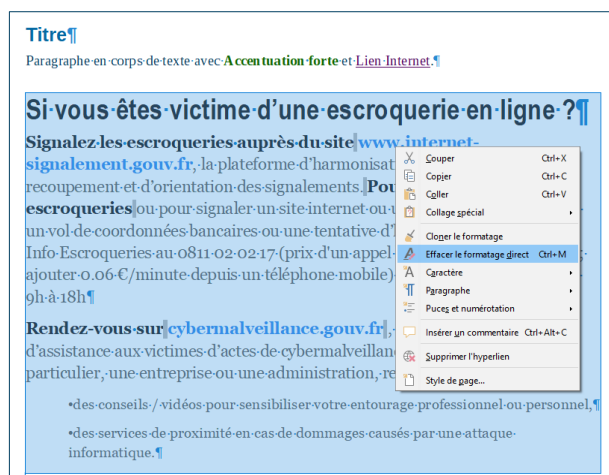 Titre¶
Paragraphe·en·corps·de·texte·avec·Accentuation·forte·et·Lien·Internet.¶
Si·vous·êtes·victime·d’une·escroquerie·en·ligne·?¶
Signalez·les·escroqueries·auprès·du·site www.internet-
signalement.gouv.fr,·la·plateforme·d’harmonisat
recoupement·et·d’orientation·des·signalements. Pou
escroqueries ou·pour·signaler·un·site·internet·ou·u
un·vol·de·coordonnées·bancaires·ou·une·tentative·d’
Info·Escroqueries·au·0811·02·02·17·(prix·d'un·appel
ajouter·0.06·€/minute·depuis·un·téléphone·mobile)
9h·à·18h¶
Rendez-vous·sur cybermalveillance.gouv.fr ,
d’assistance·aux·victimes·d’actes·de·cybermalveillanc
particulier,·une·entreprise·ou·une·administration,·re
•des·conseils·/·vidéos·pour·sensibiliser·votre·entourage·professionnel·ou·personnel,¶
•des·services·de·proximité·en·cas·de·dommages·causés·par·une·attaque·
informatique.¶
Couper Ctrl+X
Copier Ctrl+C
Coller Ctrl+V
Collage spécial
Cloner le formatage
Effacer le formatage direct Ctrl+M
Caractère
Paragraphe
Puces et numérotation
Insérer un commentaire Ctrl+Alt+C
Supprimer l'hyperlien
Style de page...